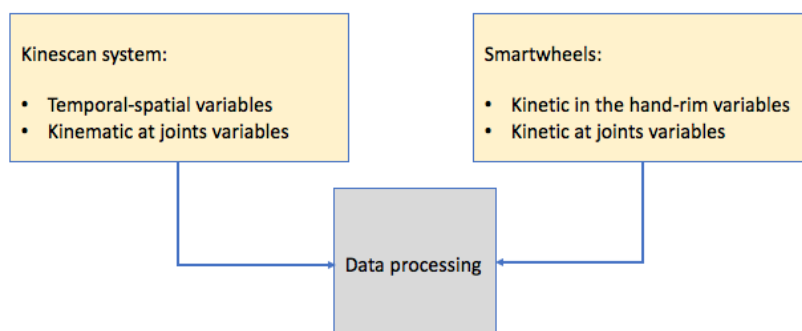 Kinescan system:
• Temporal-spatial variables
• Kinematic at joints variables
Smartwheels:
• Kinetic in the hand-rim variables
• Kinetic at joints variables
Data processing